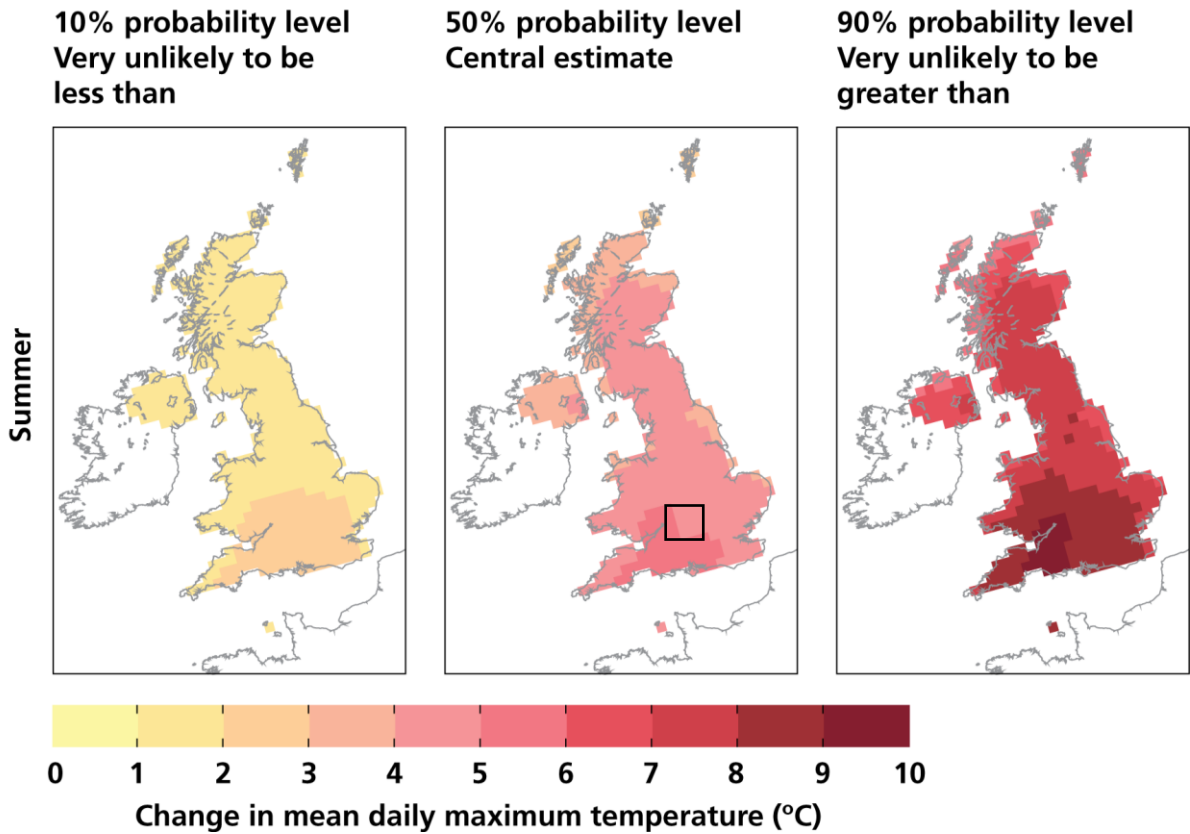 10% probability level
Very unlikely to be
less than
50% probability level
Central estimate
90% probability level
Very unlikely to be
greater than
Summer
0 1 2 3 4 5 6 7 8 9 10
Change in mean daily maximum temperature (ºC)